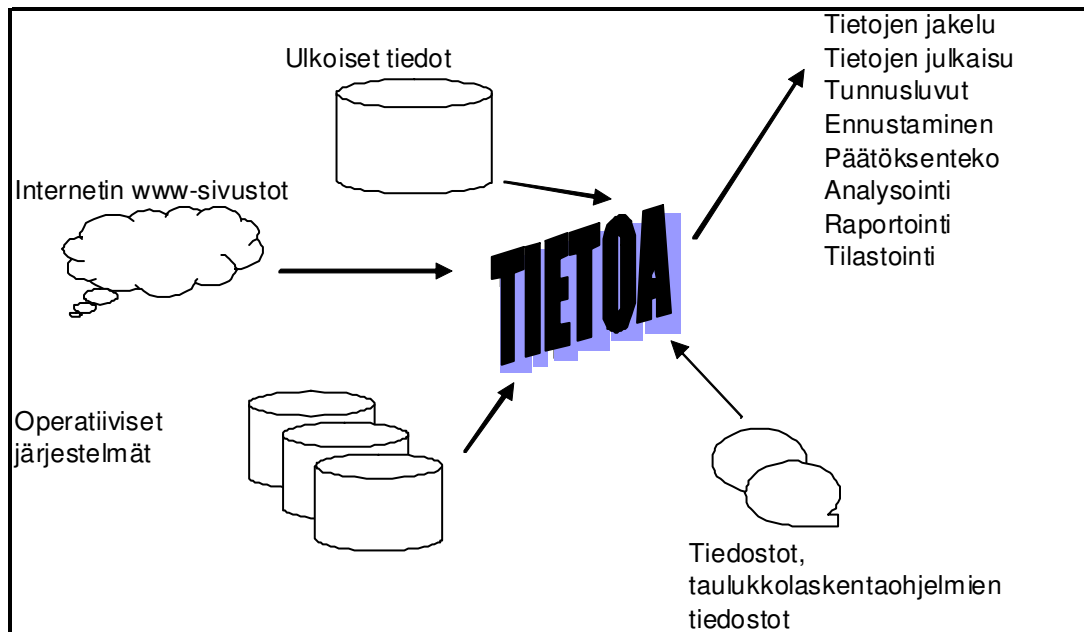 Tietojen jakelu
Tietojen julkaisu
Tunnusluvut
Ennustaminen
Päätöksenteko
Analysointi
Raportointi
Tilastointi
Ulkoiset tiedot
Internetin www-sivustot
TIETOA
Operatiiviset
järjestelmät
Tiedostot,
taulukkolaskentaohjelmien
tiedostot